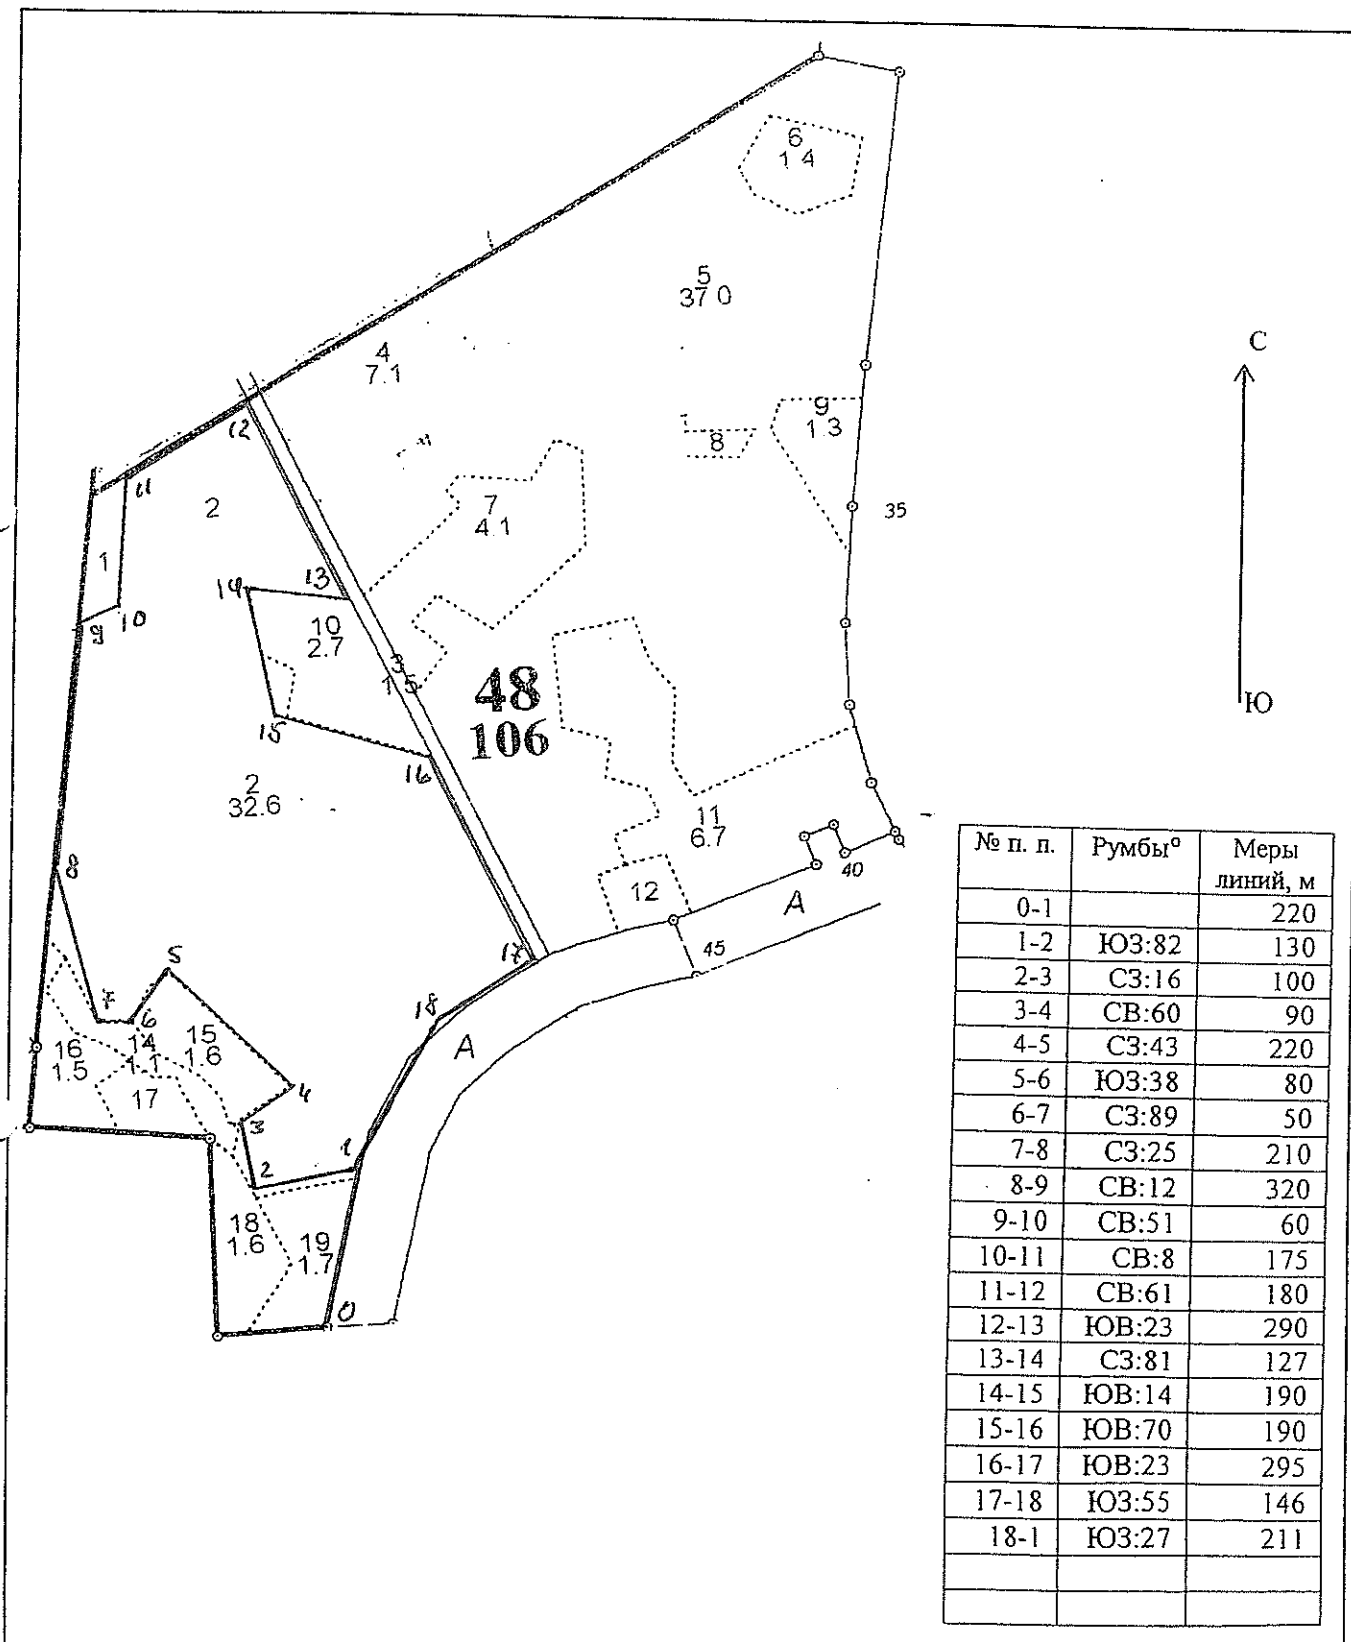 6
1.4
5
37.0
С
4
7.1
12
9
1.3
8
11
2
7
4.1
35
1
14
13
10
9
10
2.7
3
1.5
48
106
Ю
15
16
2
32.6
11
6.7
8
40
12
А
5
17
45
18
7
6
15
1.6
14
1.1
16
1.5
А
17
4
3
1
2
18
1.6
19
1.7
0
№ п. п. Румбы° Меры линий, м
0-1 220
1-2 ЮЗ:82 130
2-3 СЗ:16 100
3-4 СВ:60 90
4-5 СЗ:43 220
5-6 ЮЗ:38 80
6-7 СЗ:89 50
7-8 СЗ:25 210
8-9 СВ:12 320
9-10 СВ:51 60
10-11 СВ:8 175
11-12 СВ:61 180
12-13 ЮВ:23 290
13-14 СЗ:81 127
14-15 ЮВ:14 190
15-16 ЮВ:70 190
16-17 ЮВ:23 295
17-18 ЮЗ:55 146
18-1 ЮЗ:27 211